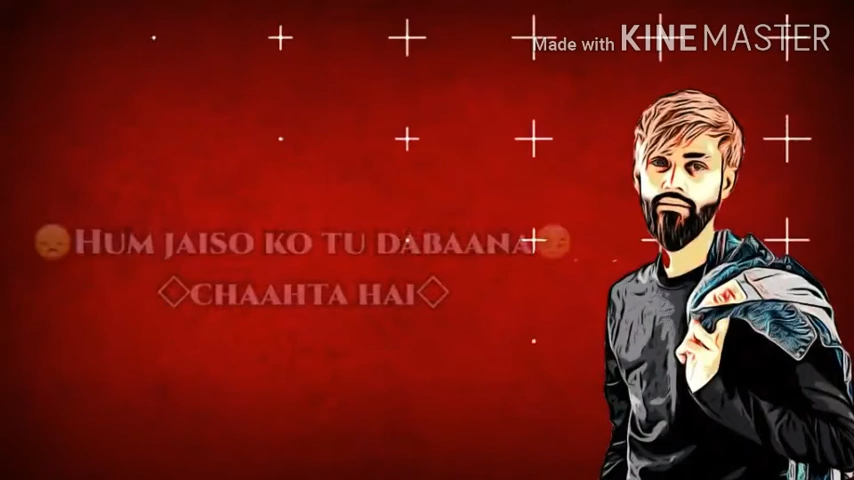 Made with KINEMASTER
😞HUM JAISO KO TU DABAANA😏
◇CHAAHTA HAI◇